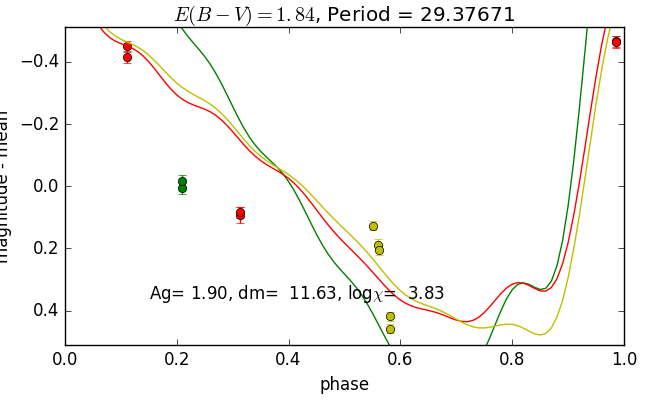 E(B − V) = 1.84, Period = 29.37671
magnitude - mean
−0.4
−0.2
0.0
0.2
0.4
Ag= 1.90, dm=  11.63, logχ=  3.83
0.0 0.2 0.4 0.6 0.8 1.0
phase